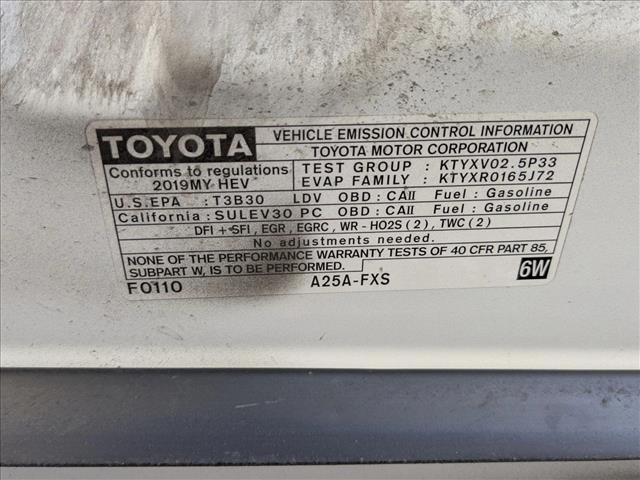 TOYOTA
VEHICLE EMISSION CONTROL INFORMATION
TOYOTA MOTOR CORPORATION
Conforms to regulations
2019MY HEV
TEST GROUP : KTYXV02.5P33
EVAP FAMILY : KTYXR0165J72
U.S.EPA : T3B30 LDV OBD : CAII Fuel : Gasoline
California : SULEV30 PC OBD : CAII Fuel : Gasoline
DFI + SFI, EGR, EGRC, WR - HO2S (2), TWC (2)
No adjustments needed.
NONE OF THE PERFORMANCE WARRANTY TESTS OF 40 CFR PART 85,
SUBPART W, IS TO BE PERFORMED.
F0110 A25A-FXS 6W